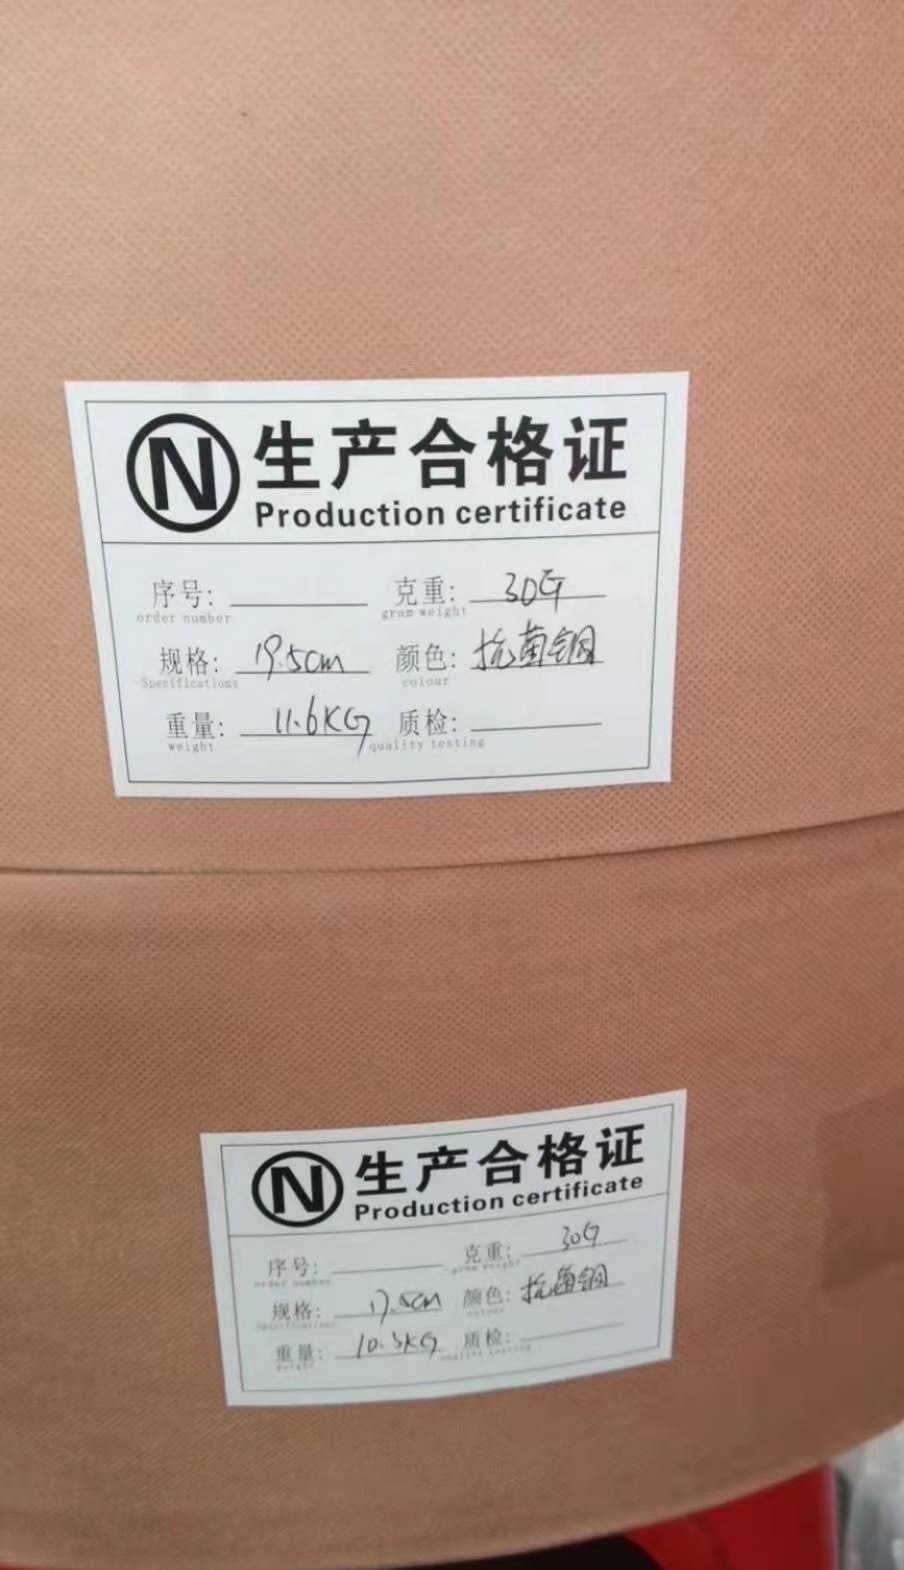 N 生产合格证
Production certificate
序号: 克重: 30G
order number gram weight
规格: 19.5cm 颜色: 抗菌铜
Specifications colour
重量: 11.6KG 质检:
weight quality testing
N 生产合格证
Production certificate
序号: 克重: 30G
order number gram weight
规格: 17.5cm 颜色: 抗菌铜
Specifications colour
重量: 10.3KG 质检:
weight quality testing